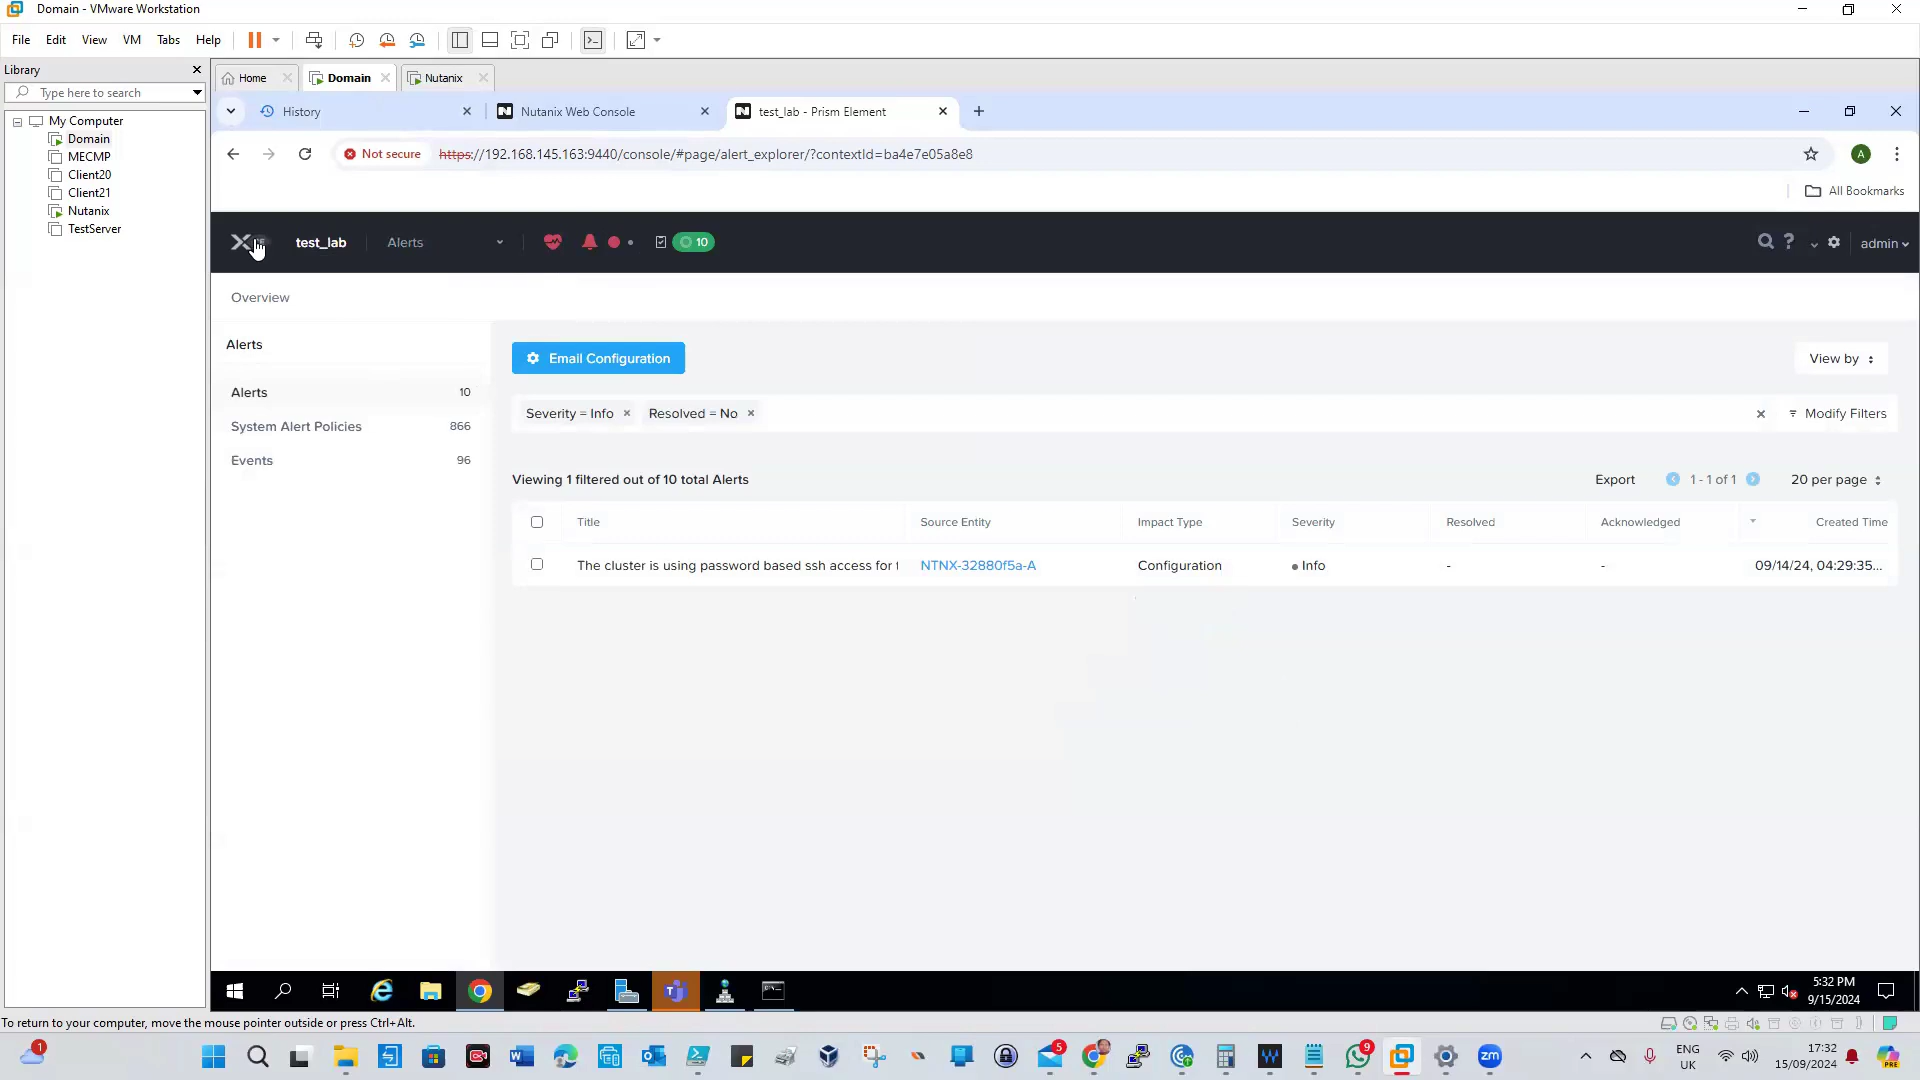 Domain - VMware Workstation
File Edit View VM Tabs Help
Library
Type here to search
My Computer
Domain
MECMP
Client20
Client21
Nutanix
TestServer
Home Domain Nutanix
History Nutanix Web Console test_lab - Prism Element
Not secure https://192.168.145.163:9440/console/#page/alert_explorer/?contextId=ba4e7e05a8e8 A
All Bookmarks
test_lab Alerts 10 ? admin
Overview
Alerts
Alerts 10
System Alert Policies 866
Events 96
Email Configuration View by
Severity = Info × Resolved = No × × Modify Filters
Viewing 1 filtered out of 10 total Alerts Export 1 - 1 of 1 20 per page
Title Source Entity Impact Type Severity Resolved Acknowledged Created Time
The cluster is using password based ssh access for NTNX-32880f5a-A Configuration Info - - 09/14/24, 04:29:35...
5:32 PM
9/15/2024
To return to your computer, move the mouse pointer outside or press Ctrl+Alt.
1
5
9
zm
ENG
UK
17:32
15/09/2024
PRE